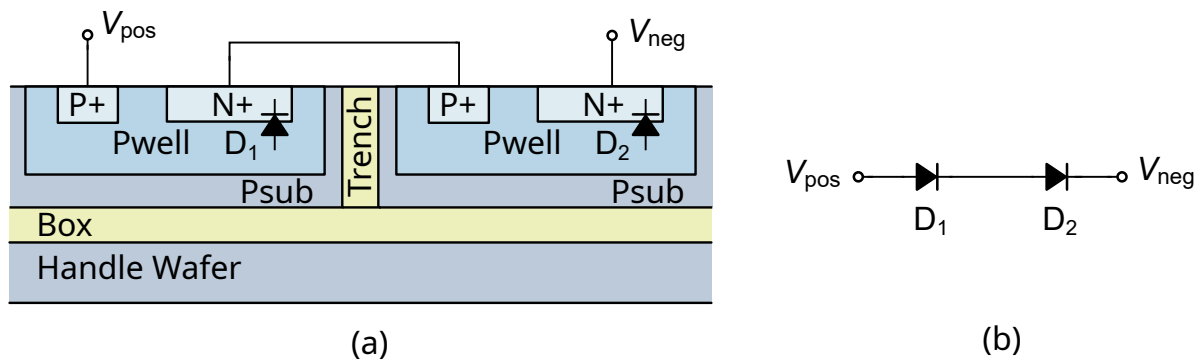 Vpos
Vneg
P+ N+ P+ N+
Pwell D1 Trench Pwell D2
Psub Psub
Box
Handle Wafer
(a)
Vpos Vneg
D1 D2
(b)